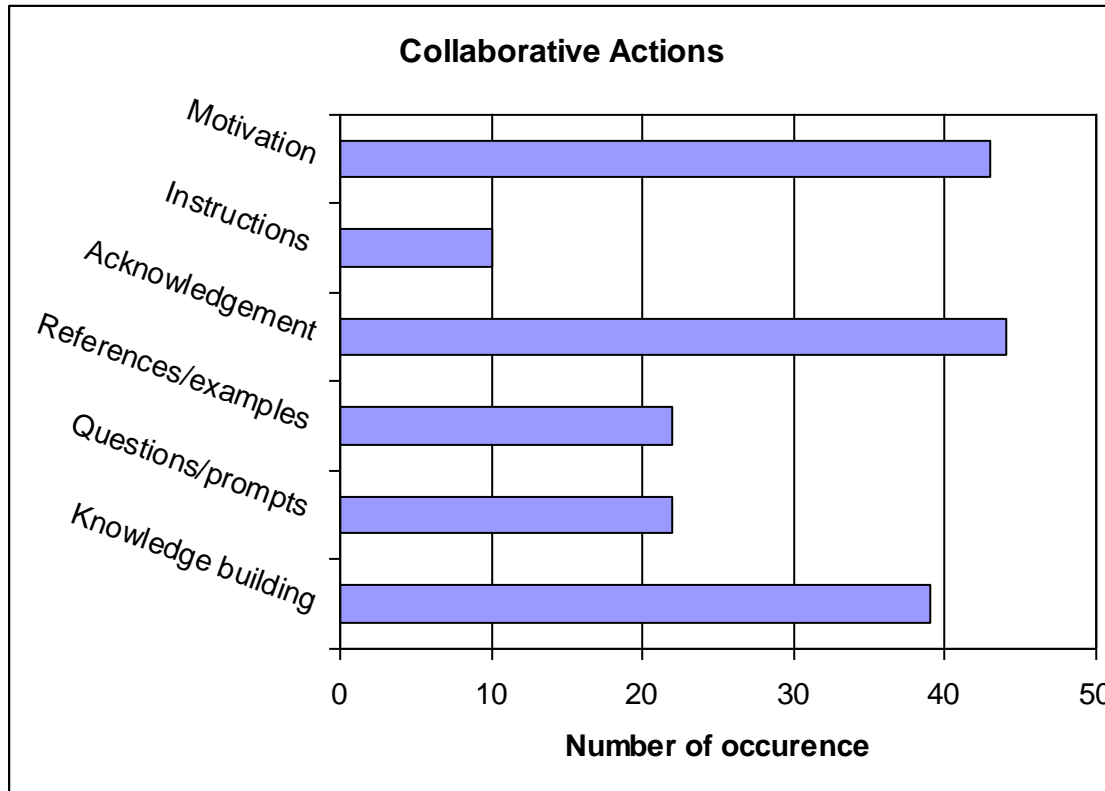 Collaborative Actions
Motivation
Instructions
Acknowledgement
References/examples
Questions/prompts
Knowledge building
0 10 20 30 40 50
Number of occurence